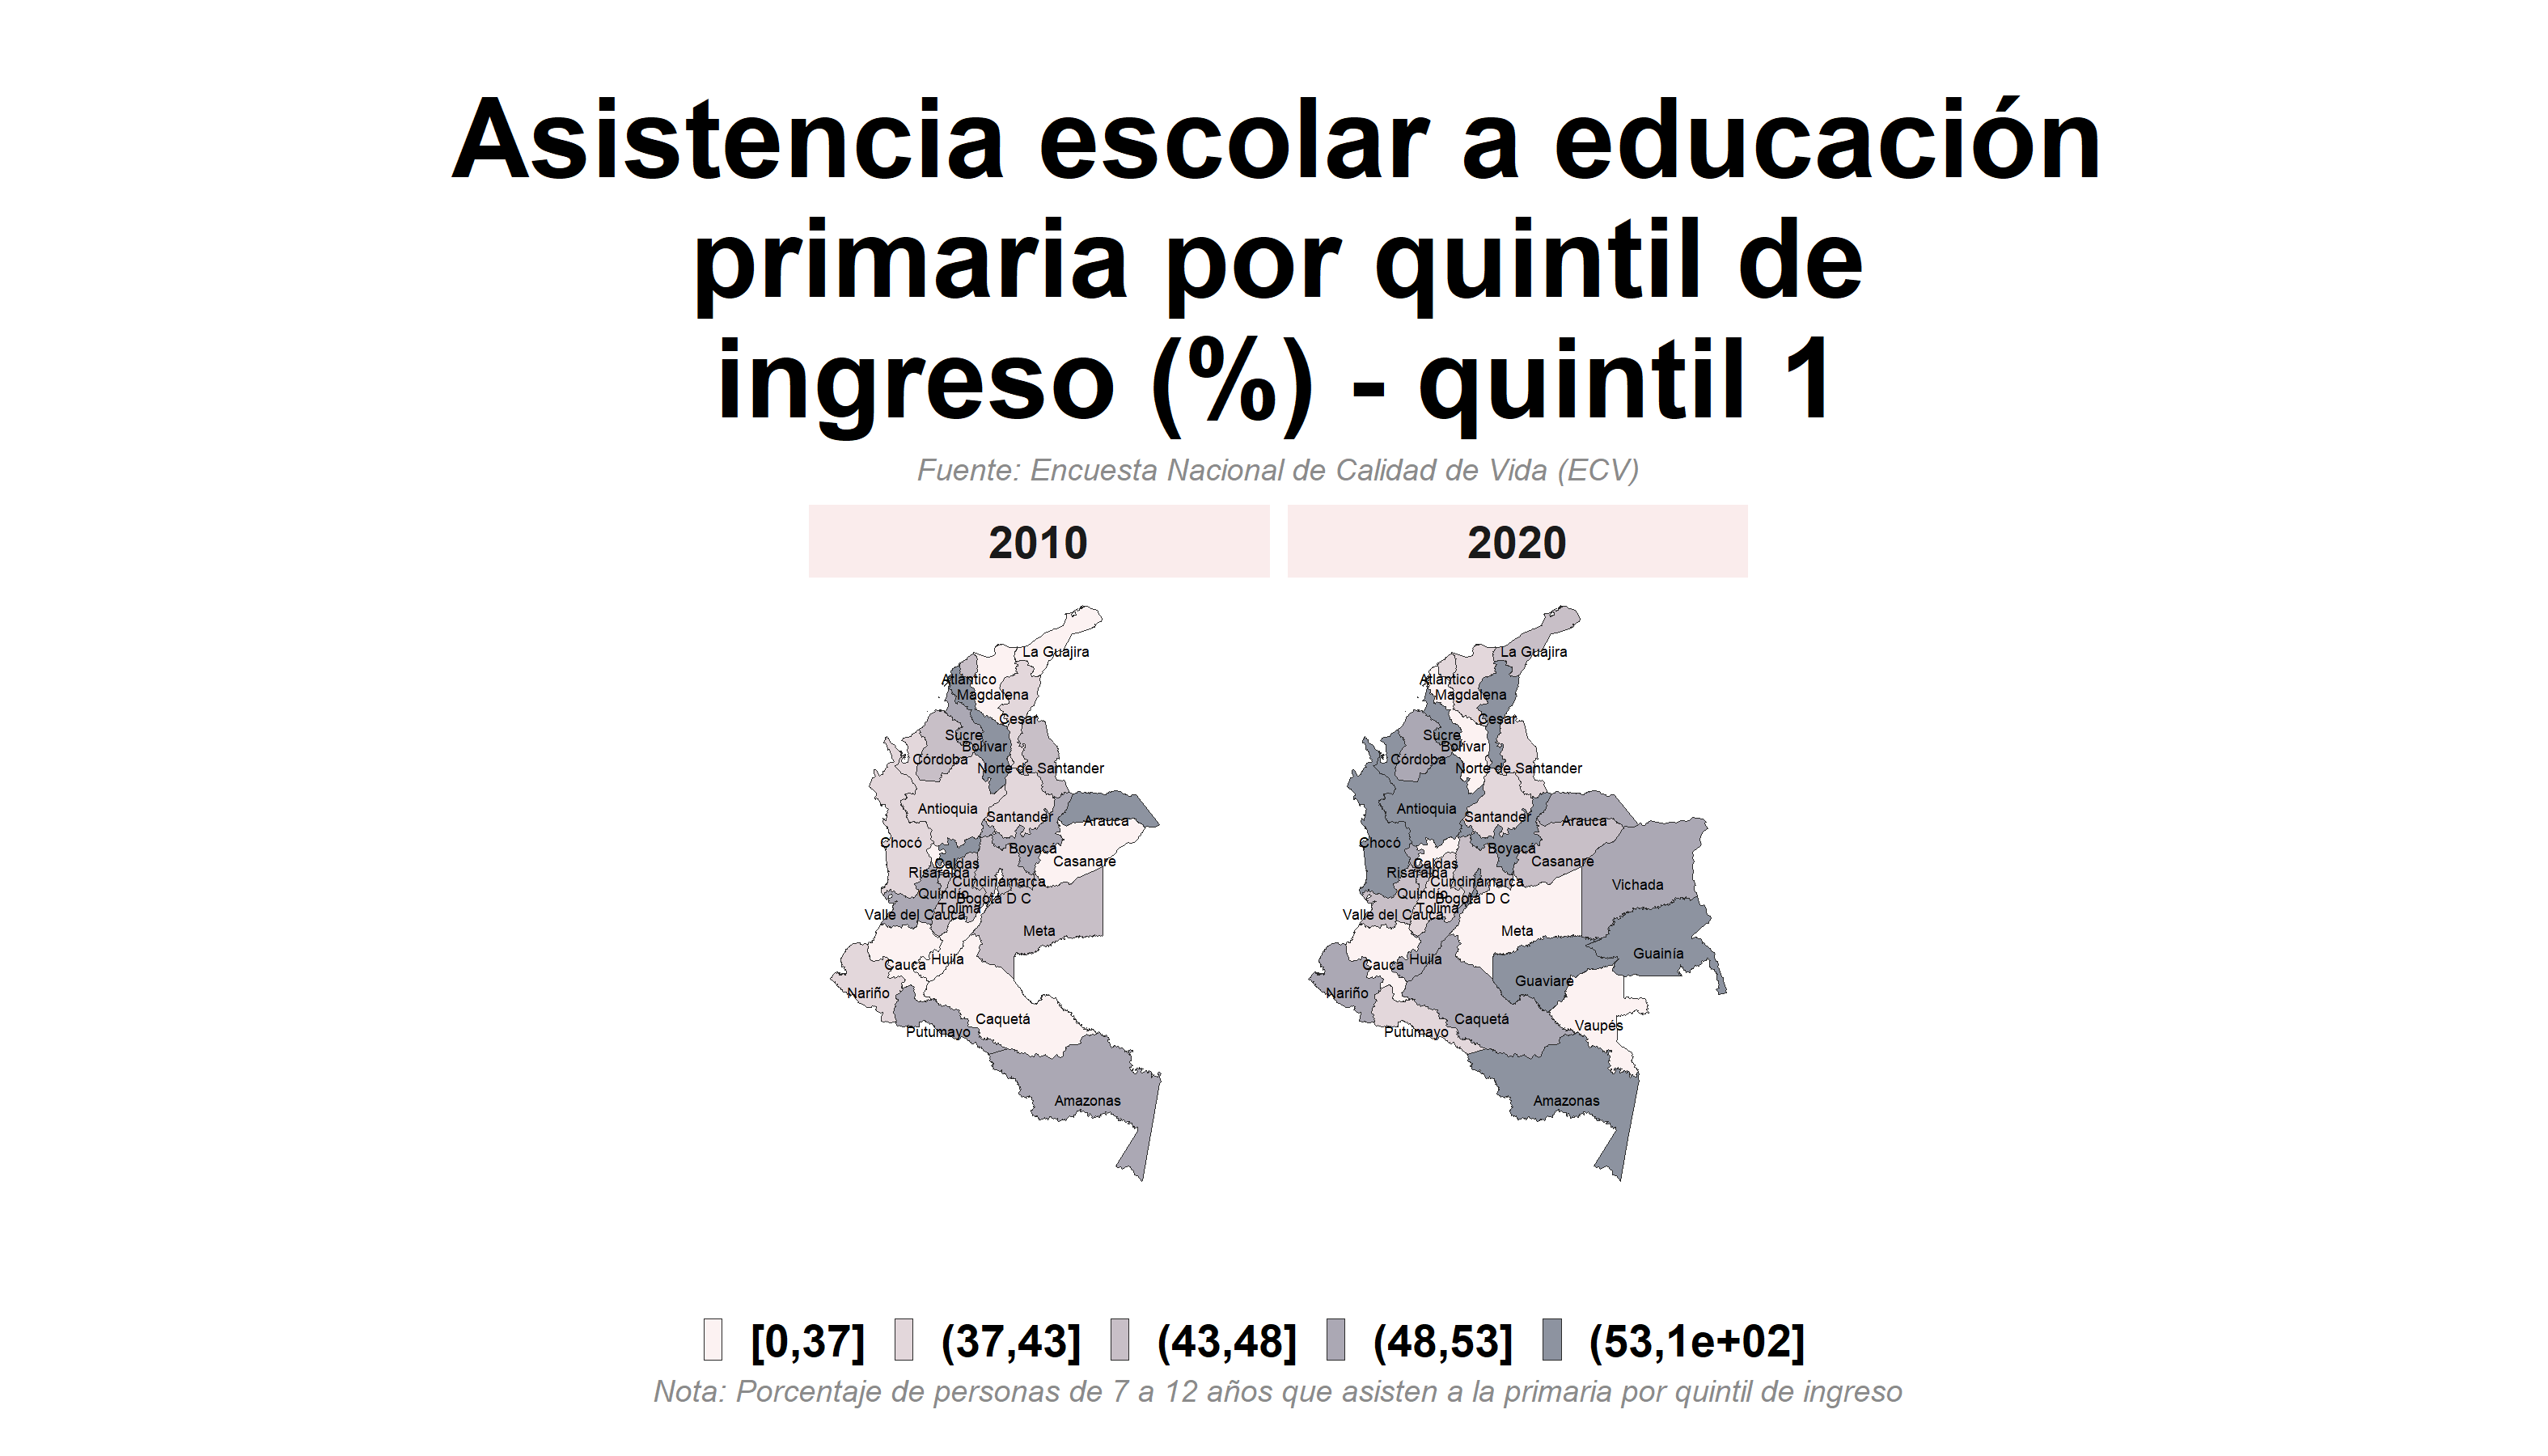 Asistencia escolar a educación
primaria por quintil de
ingreso (%) - quintil 1
Fuente: Encuesta Nacional de Calidad de Vida (ECV)
2010
2020
La Guajira
Atlántico
Magdalena
Cesar
Sucre
Bolívar
Córdoba
Norte de Santander
Antioquia
Santander
Arauca
Chocó
Boyacá
Caldas
Casanare
Risaralda
Cundinamarca
Quindío
Bogotá D C
Tolima
Valle del Cauca
Meta
Huila
Cauca
Nariño
Caquetá
Putumayo
Amazonas
La Guajira
Atlántico
Magdalena
Cesar
Sucre
Bolívar
Córdoba
Norte de Santander
Antioquia
Santander
Arauca
Chocó
Boyacá
Caldas
Casanare
Risaralda
Cundinamarca
Vichada
Quindío
Bogotá D C
Tolima
Valle del Cauca
Meta
Guainía
Huila
Cauca
Guaviare
Nariño
Caquetá
Vaupés
Putumayo
Amazonas
[0,37] (37,43] (43,48] (48,53] (53,1e+02]
Nota: Porcentaje de personas de 7 a 12 años que asisten a la primaria por quintil de ingreso